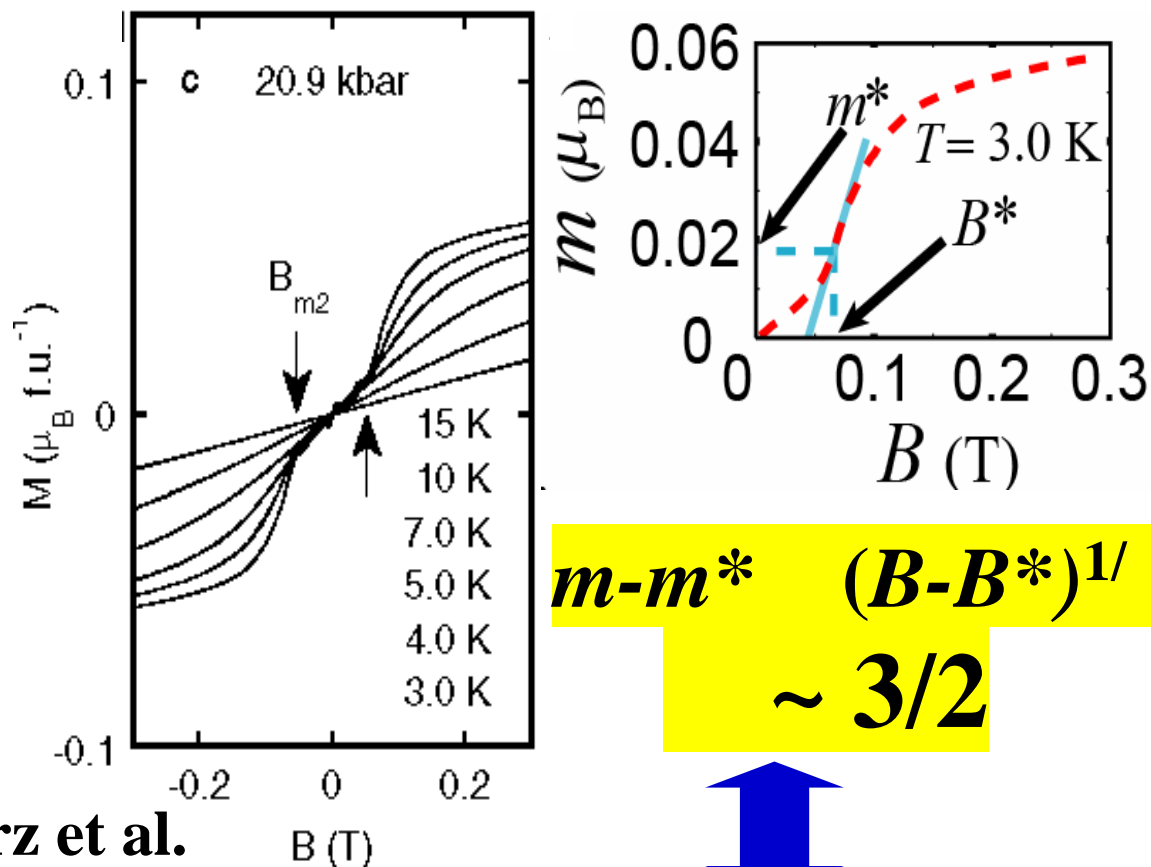 c 20.9 kbar
0.1
0
-0.1
M (μB f.u.⁻¹)
Bm2
15 K
10 K
7.0 K
5.0 K
4.0 K
3.0 K
-0.2 0 0.2
B (T)
rz et al.
0.06
0.04
0.02
0
m (μB)
m*
T= 3.0 K
B*
0 0.1 0.2 0.3
B (T)
m-m* (B-B*)¹/
~ 3/2